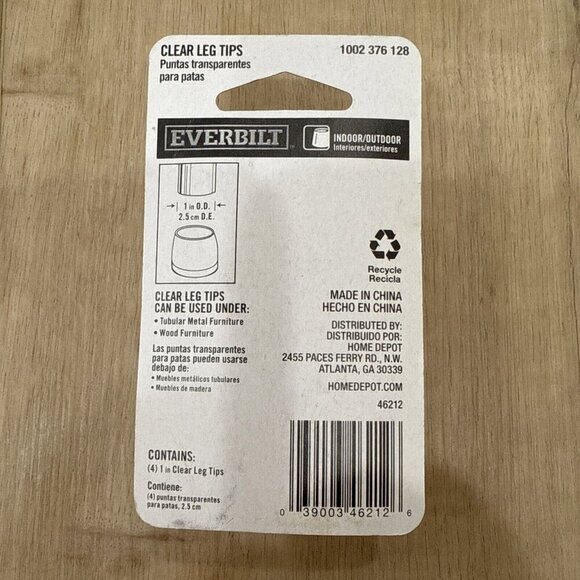 CLEAR LEG TIPS
Puntas transparentes
para patas
1002 376 128
EVERBILT™
INDOOR/OUTDOOR
Interiores/exteriores
1 in O.D.
2.5 cm D.E.
CLEAR LEG TIPS
CAN BE USED UNDER:
• Tubular Metal Furniture
• Wood Furniture
Las puntas transparentes
para patas pueden usarse
debajo de:
• Muebles metálicos tubulares
• Muebles de madera
CONTAINS:
(4) 1 in Clear Leg Tips
Contiene:
(4) puntas transparentes
para patas, 2.5 cm
Recycle
Recicla
MADE IN CHINA
HECHO EN CHINA
DISTRIBUTED BY:
DISTRIBUIDO POR:
HOME DEPOT
2455 PACES FERRY RD., N.W.
ATLANTA, GA 30339
HOMEDEPOT.COM
46212
0 39003 46212 6